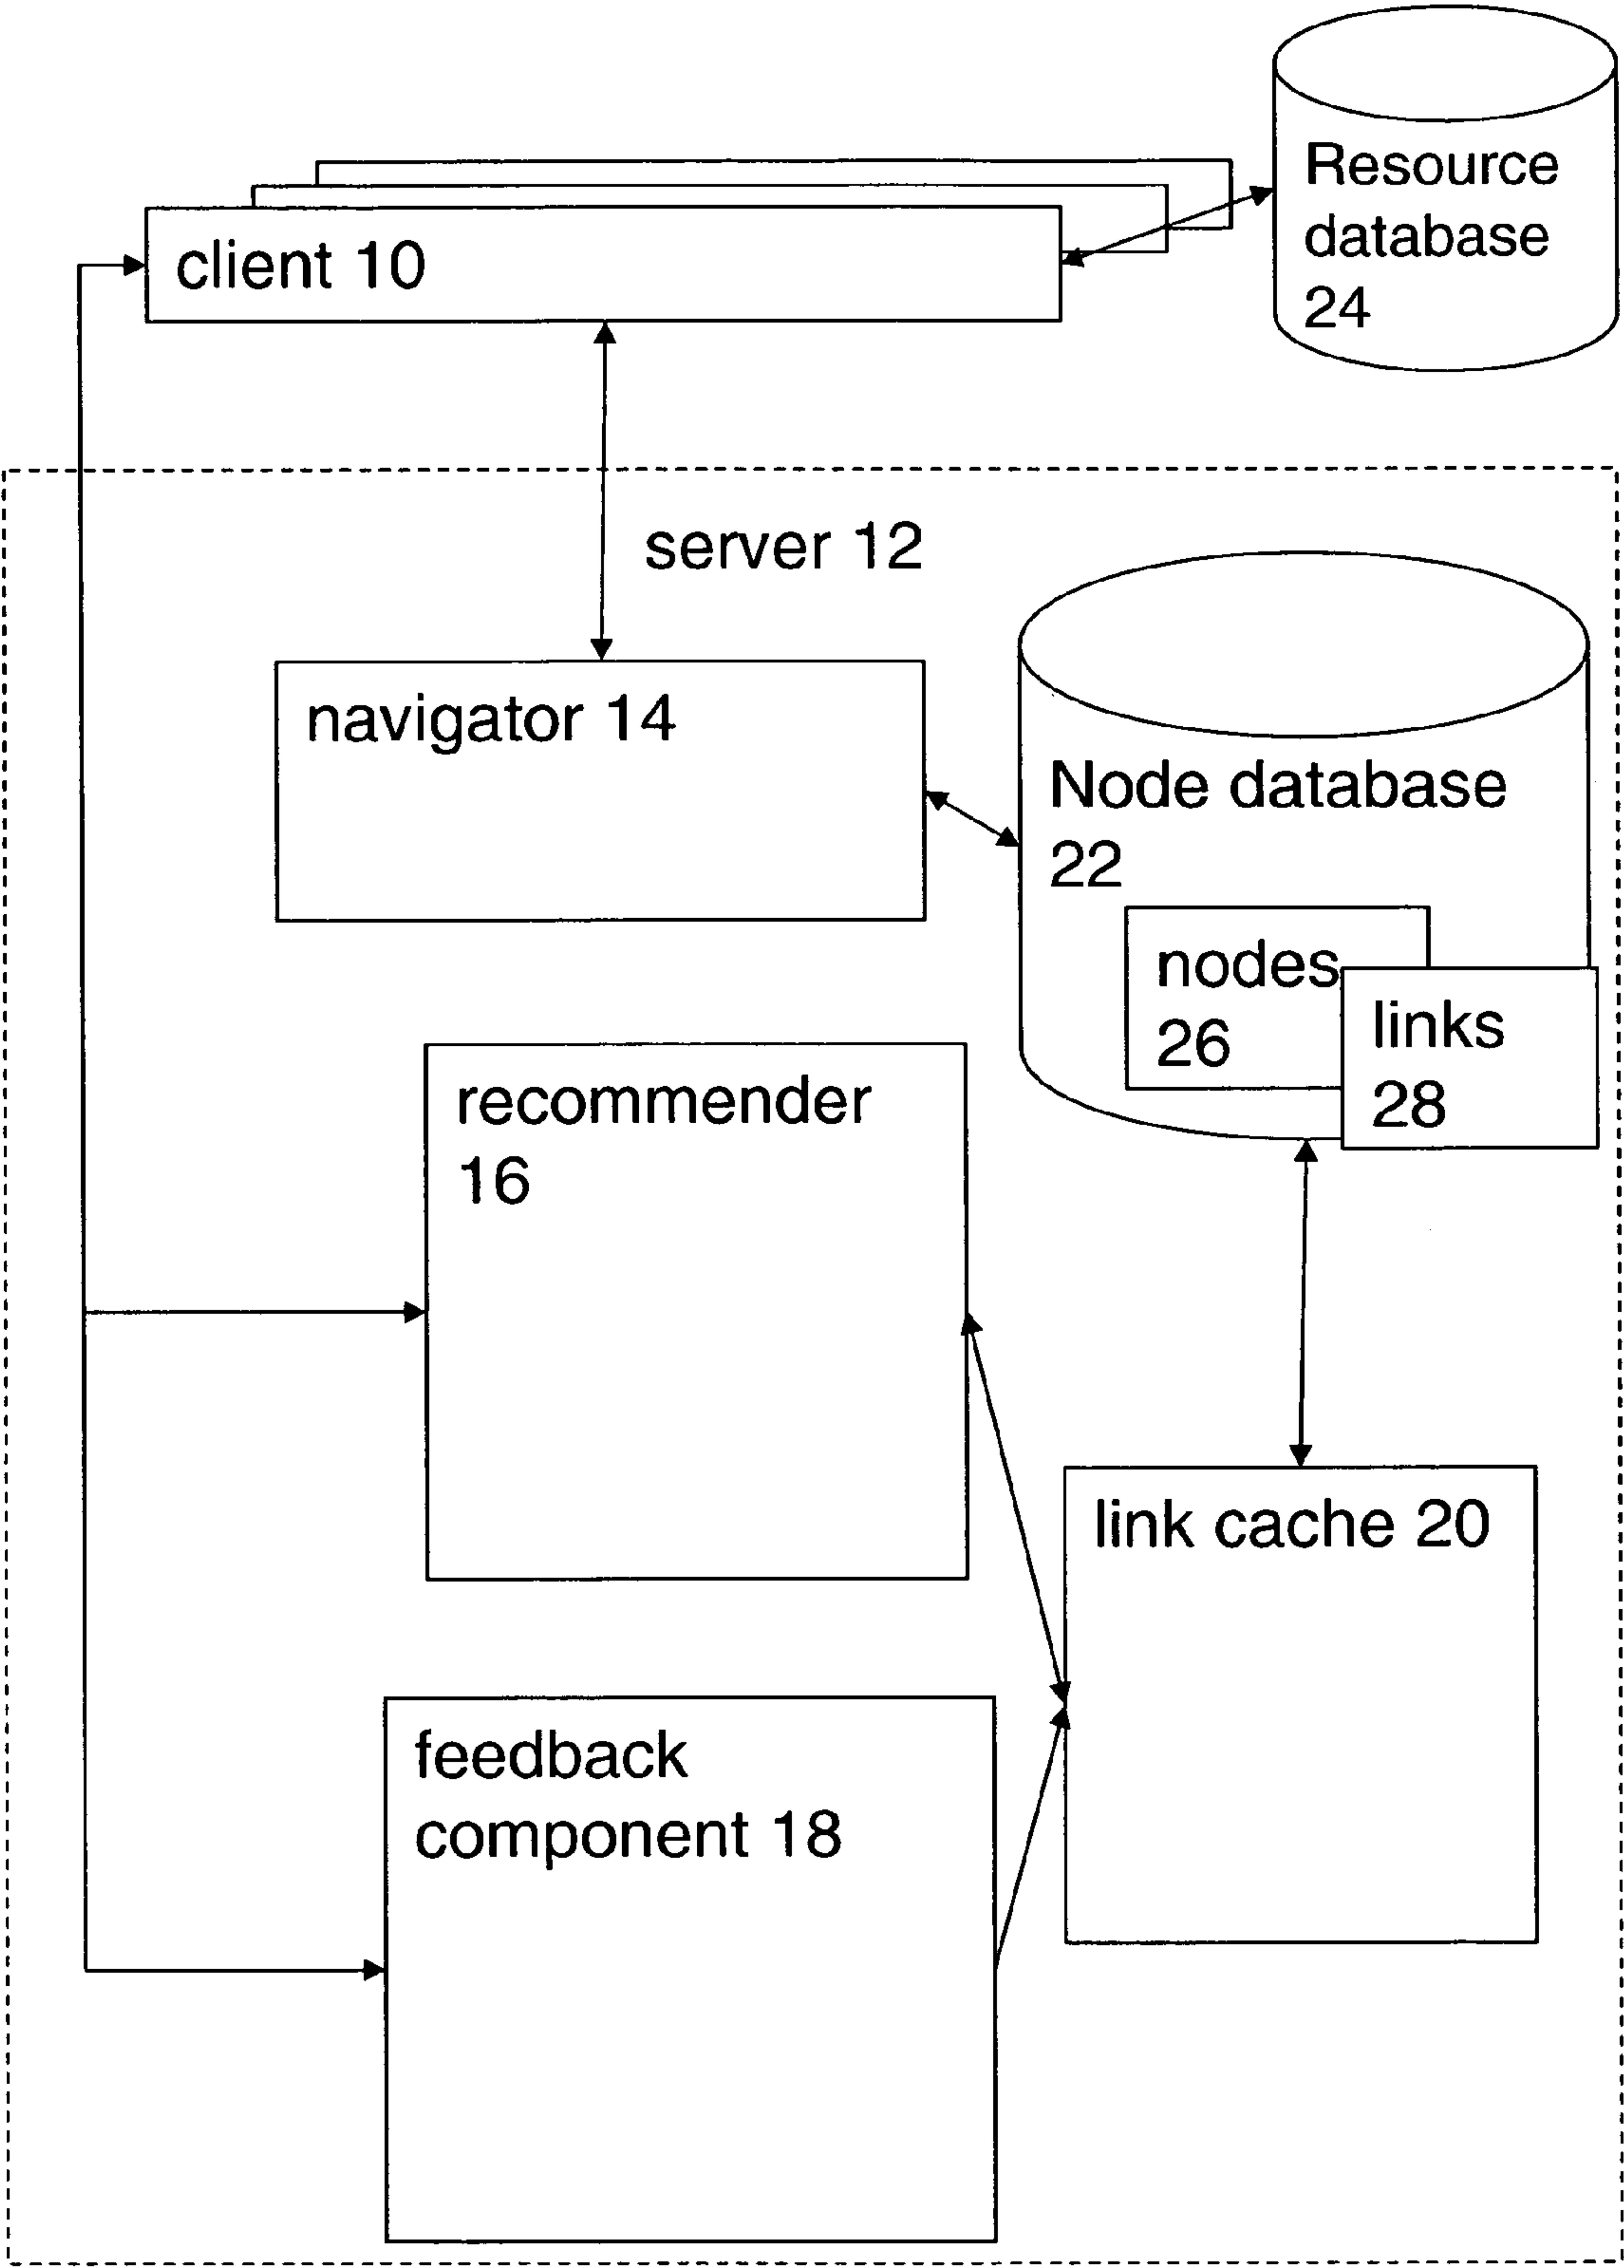 Resource
database
24
client 10
server 12
navigator 14
Node database
22
nodes
26
links
28
recommender
16
link cache 20
feedback
component 18